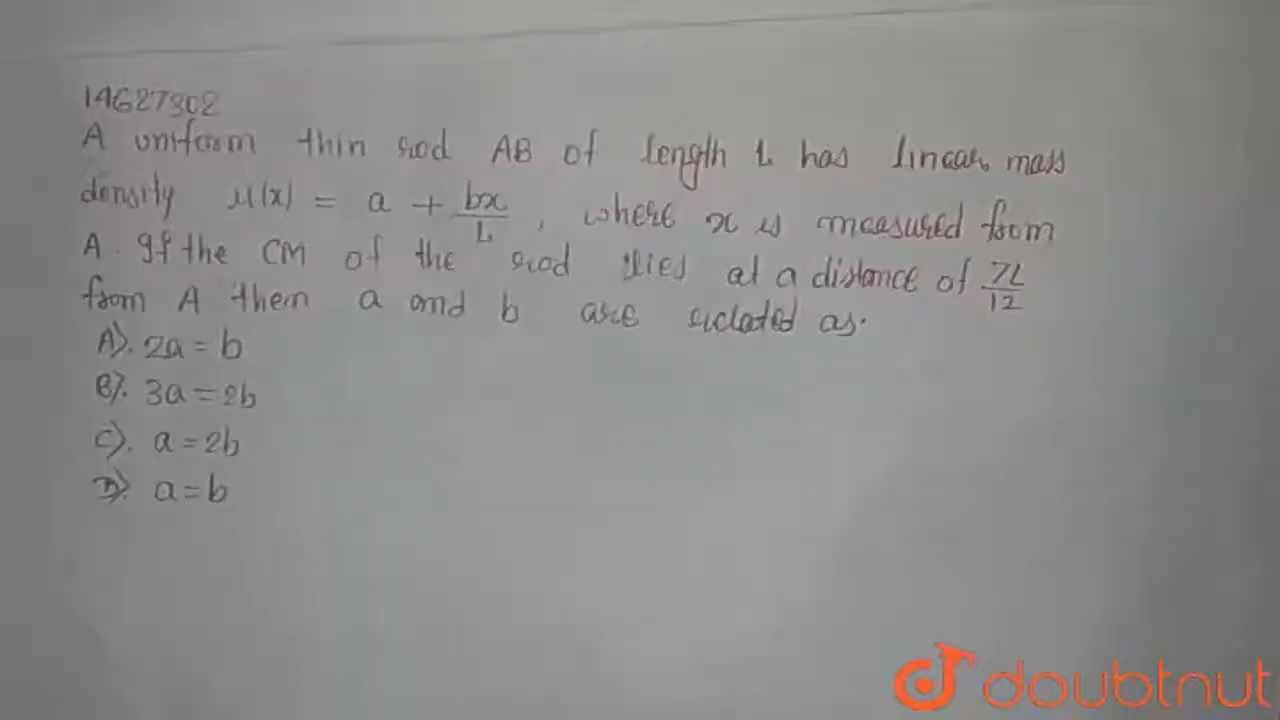 14627302
A uniform thin rod AB of length L has linear mass
density μ(x) = a + bx/L , where x is measured from
A. If the CM of the rod lies at a distance of 7L/12
from A then a and b are related as.
A). 2a = b
B). 3a = 2b
C). a = 2b
D). a = b
doubtnut